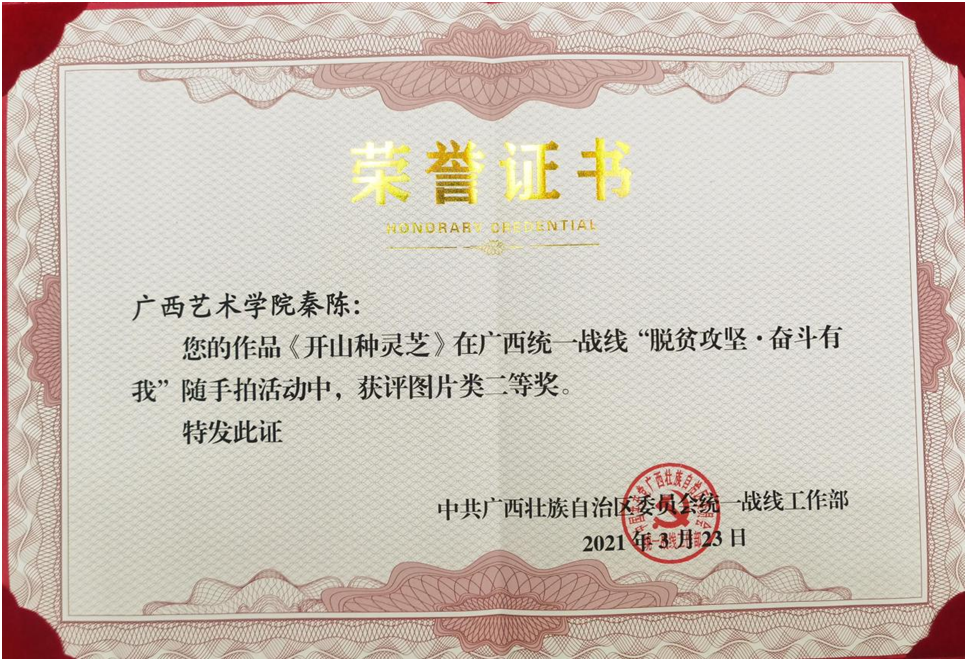 荣誉证书
HONORARY CREDENTIAL
广西艺术学院秦陈：
您的作品《开山种灵芝》在广西统一战线“脱贫攻坚·奋斗有
我”随手拍活动中，获评图片类二等奖。
特发此证
中共广西壮族自治区委员会统一战线工作部
2021年3月23日